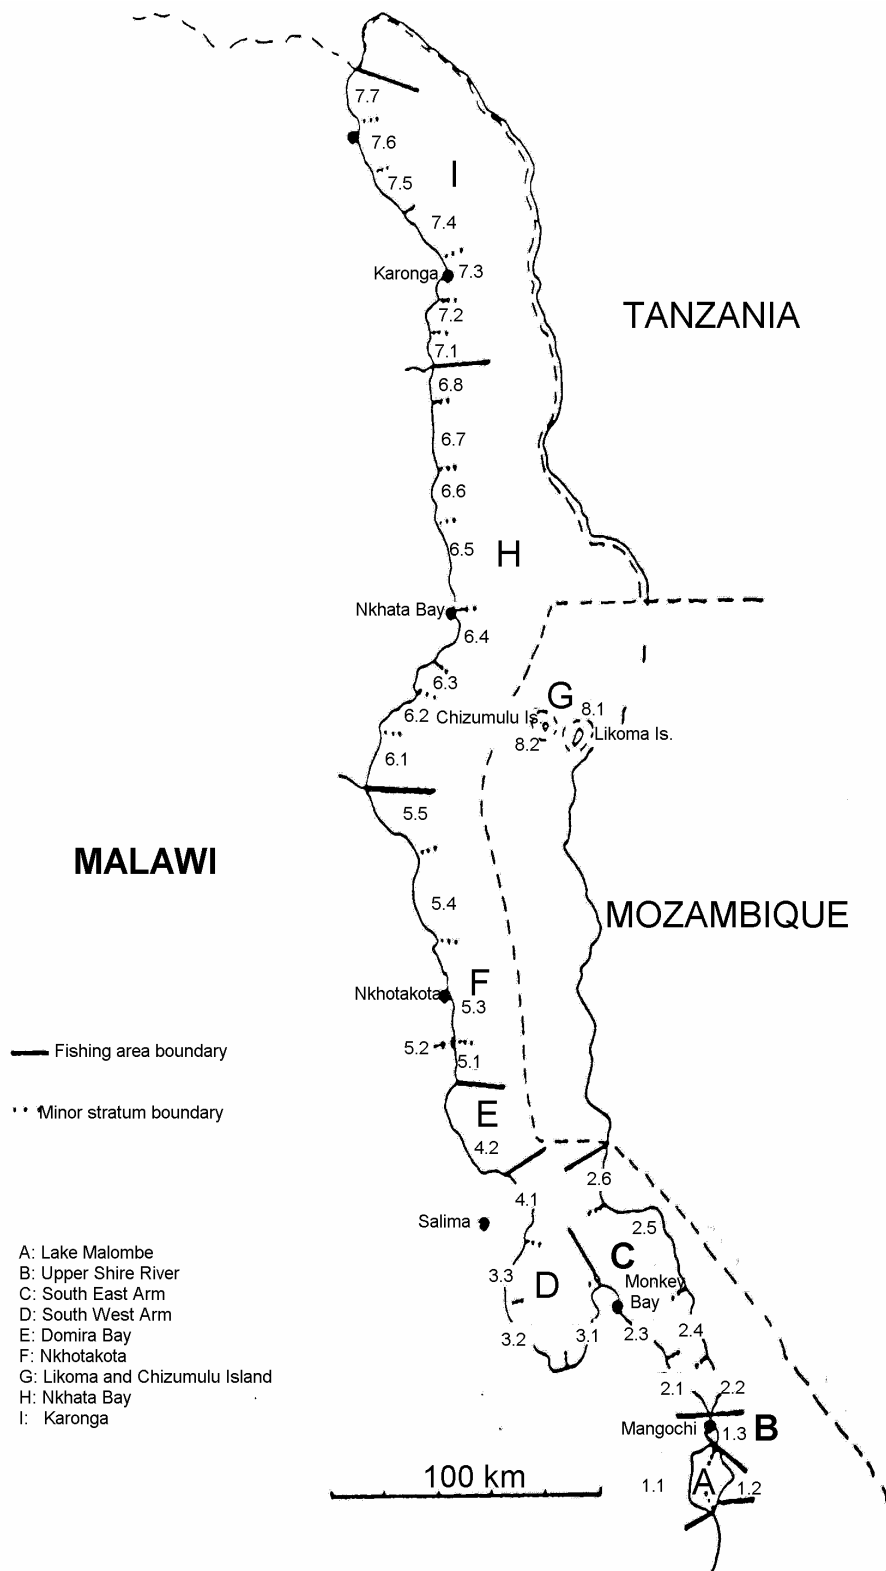 7.7
7.6
7.5
I
7.4
Karonga
7.3
7.2
TANZANIA
7.1
6.8
6.7
6.6
6.5
H
Nkhata Bay
6.4
6.3
G
6.2
Chizumulu Is.
8.1
8.2
Likoma Is.
6.1
5.5
MALAWI
5.4
MOZAMBIQUE
F
Nkhotakota
5.3
Fishing area boundary
5.2
5.1
Minor stratum boundary
E
4.2
2.6
4.1
Salima
2.5
C
3.3
D
Monkey
Bay
3.2
3.1
2.3
2.4
A: Lake Malombe
B: Upper Shire River
C: South East Arm
D: South West Arm
E: Domira Bay
F: Nkhotakota
G: Likoma and Chizumulu Island
H: Nkhata Bay
I: Karonga
2.1
2.2
Mangochi
1.3
B
100 km
1.1
A
1.2